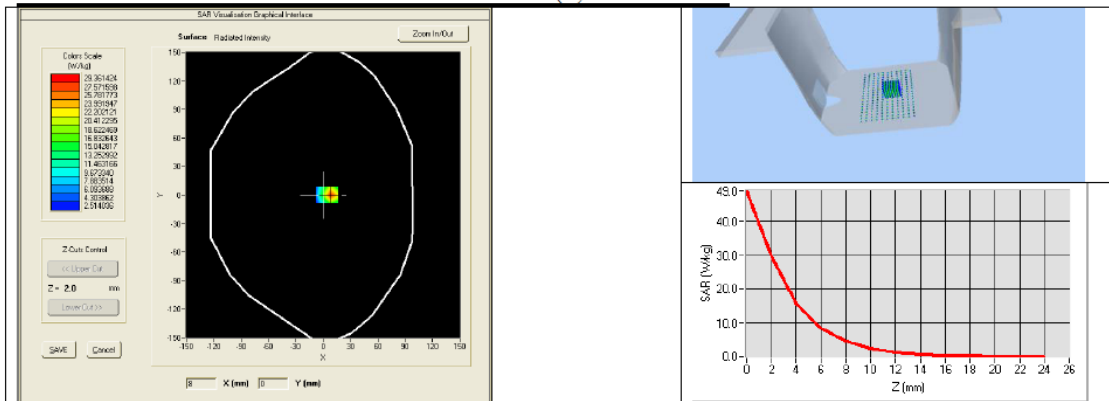 SAR Visualisation Graphical Interface
Surface Radiated Intensity
Zoom In/Out
Colors Scale
(W/kg)
29.361424
27.571598
25.781773
23.991947
22.202121
20.412295
18.622469
16.832643
15.042817
13.252992
11.463166
9.673340
7.883514
6.093688
4.303862
2.514036
Z-Cuts Control
<< Upper Cut
Z = 2.0 mm
Lower Cut >>
SAVE Cancel
150
120
90
60
30
0
-30
-60
-90
-120
-150
Y
-150 -120 -90 -60 -30 0 30 60 90 120 150
X
8 X (mm) 0 Y (mm)
49.0
40.0
30.0
20.0
10.0
0.0
SAR (W/kg)
0 2 4 6 8 10 12 14 16 18 20 22 24 26
Z (mm)